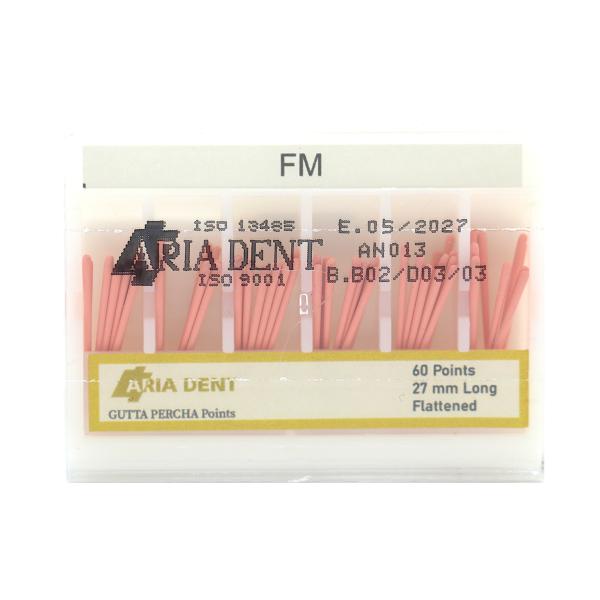 FM
ISO 13485
ARIA DENT
ISO 9001
E.05/2027
AN013
B.B02/D03/03
ARIA DENT
GUTTA PERCHA Points
60 Points
27 mm Long
Flattened